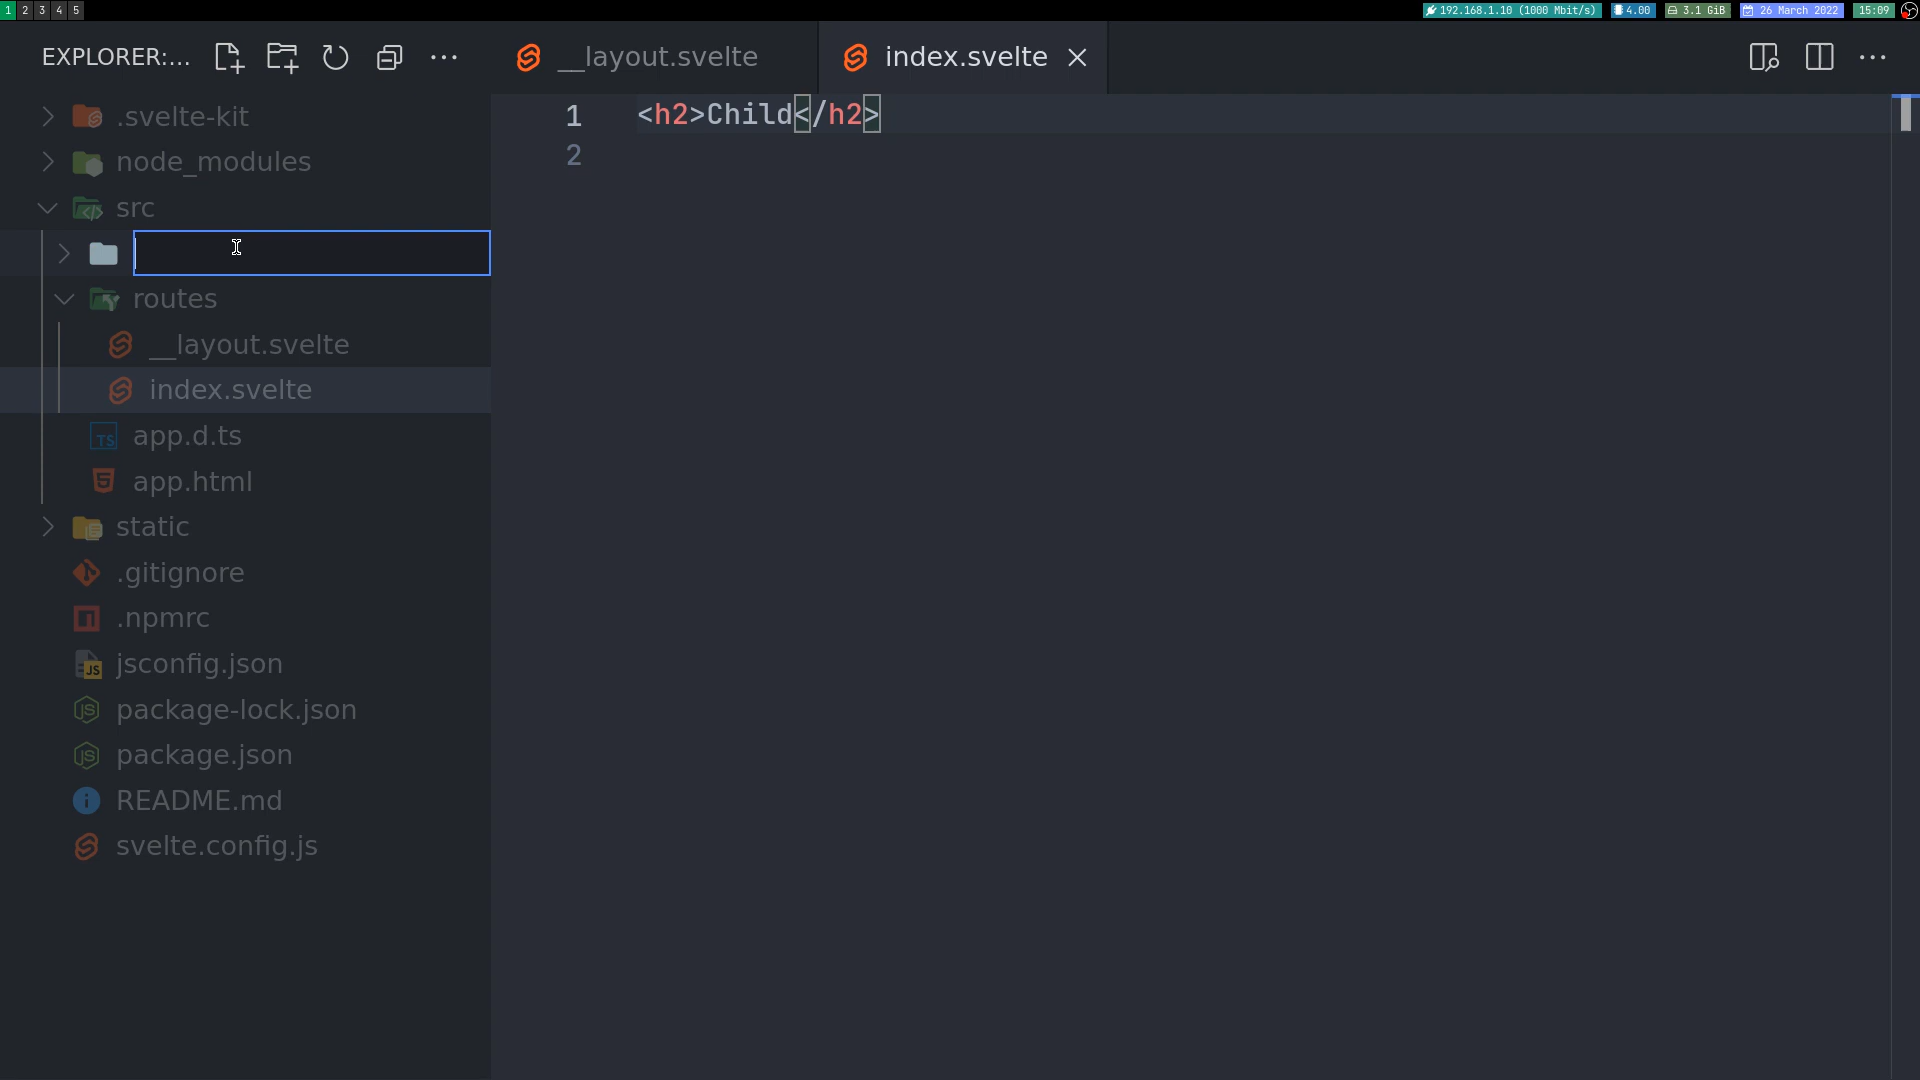 1 2 3 4 5
192.168.1.10 (1000 Mbit/s) 4.00 3.1 GiB 26 March 2022 15:09
EXPLORER:...
__layout.svelte
index.svelte
.svelte-kit
node_modules
src
routes
__layout.svelte
index.svelte
app.d.ts
app.html
static
.gitignore
.npmrc
jsconfig.json
package-lock.json
package.json
README.md
svelte.config.js
1 <h2>Child</h2>
2